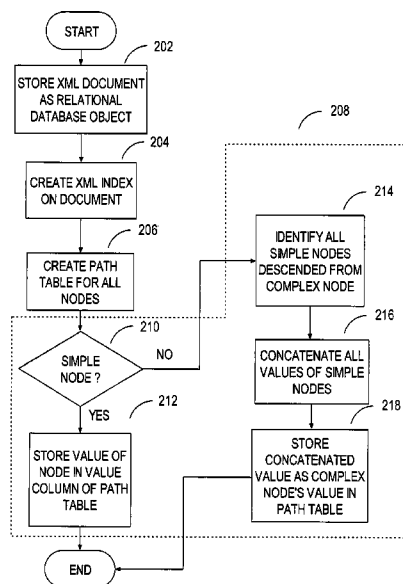 START
202
STORE XML DOCUMENT
AS RELATIONAL
DATABASE OBJECT
204
CREATE XML INDEX
ON DOCUMENT
206
CREATE PATH
TABLE FOR ALL
NODES
208
210
SIMPLE
NODE ?
NO
YES
212
STORE VALUE OF
NODE IN VALUE
COLUMN OF PATH
TABLE
214
IDENTIFY ALL
SIMPLE NODES
DESCENDED FROM
COMPLEX NODE
216
CONCATENATE ALL
VALUES OF SIMPLE
NODES
218
STORE
CONCATENATED
VALUE AS COMPLEX
NODE'S VALUE IN
PATH TABLE
END